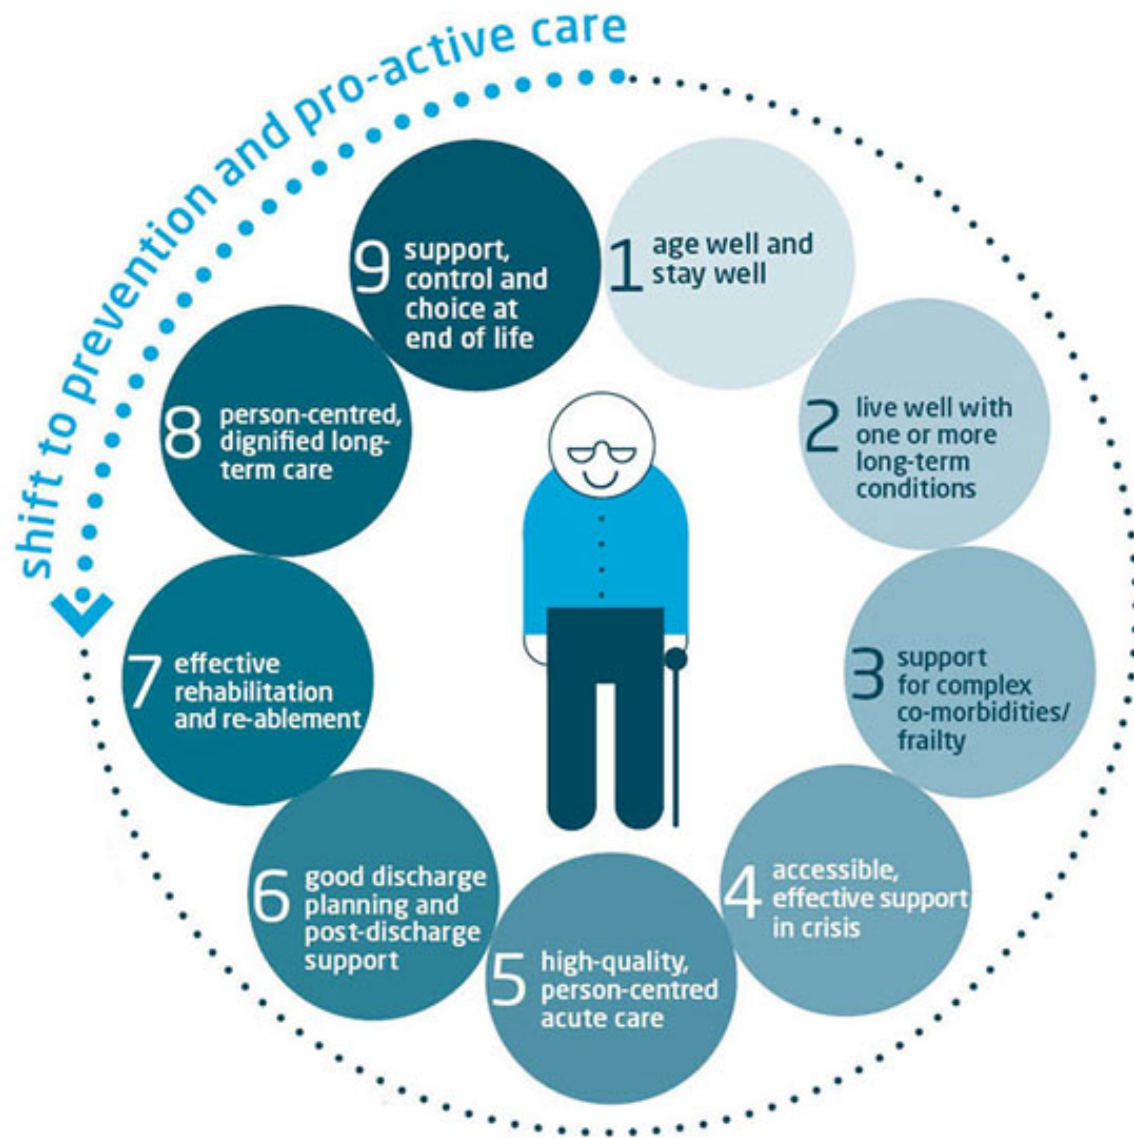 shift to prevention and pro-active care
1 age well and
stay well
2 live well with
one or more
long-term
conditions
3 support
for complex
co-morbidities/
frailty
4 accessible,
effective support
in crisis
5 high-quality,
person-centred
acute care
6 good discharge
planning and
post-discharge
support
7 effective
rehabilitation
and re-ablement
8 person-centred,
dignified long-
term care
9 support,
control and
choice at
end of life